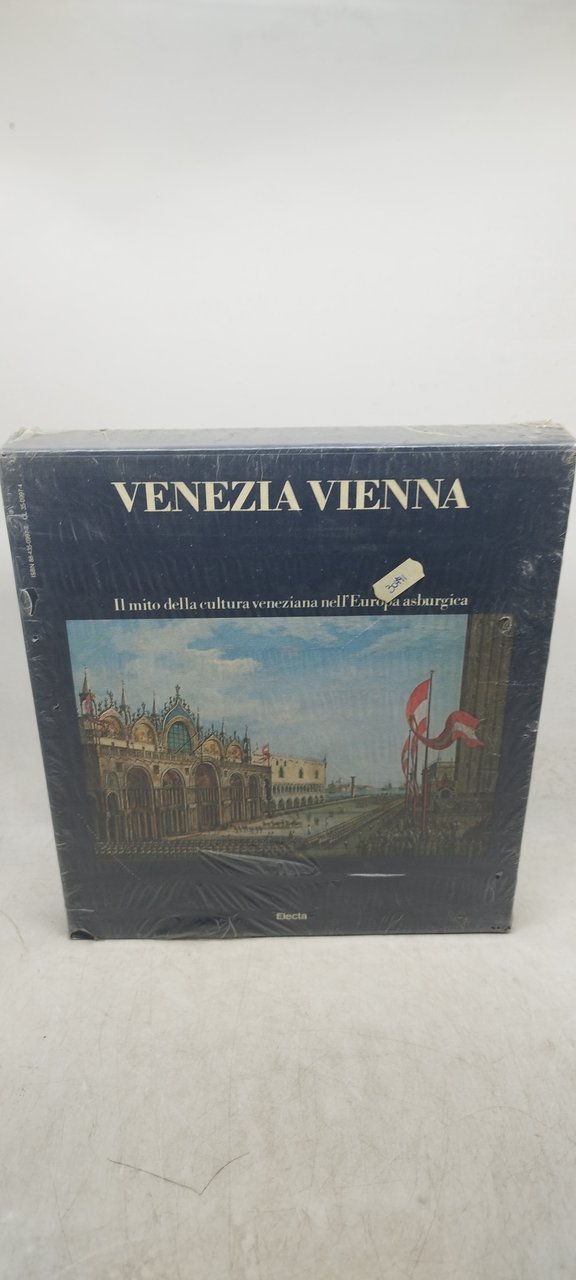 VENEZIA VIENNA
Il mito della cultura veneziana nell'Europa asburgica
Electa